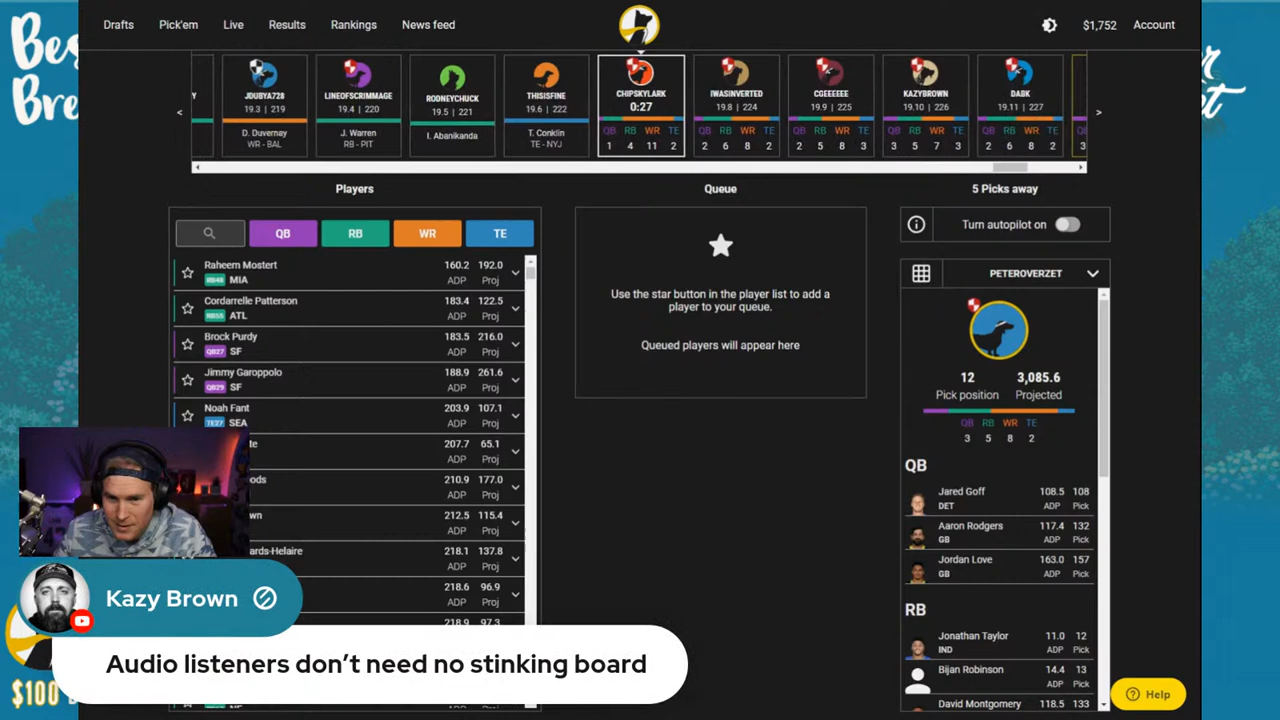 Drafts Pick'em Live Results Rankings News feed $1,752 Account
JDUBYA728
19.3 | 219
D. Duvernay
WR - BAL
LINEOFSCRIMMAGE
19.4 | 220
J. Warren
RB - PIT
RODNEYCHUCK
19.5 | 221
I. Abanikanda
THISISFINE
19.6 | 222
T. Conklin
TE - NYJ
CHIPSKYLARK
0:27
QB RB WR TE
1 4 11 2
IWASINVERTED
19.8 | 224
QB RB WR TE
2 6 8 2
CGEEEEEE
19.9 | 225
QB RB WR TE
2 5 8 3
KAZYBROWN
19.10 | 226
QB RB WR TE
3 5 7 3
DABK
19.11 | 227
QB RB WR TE
2 6 8 2
Players
QB RB WR TE
Raheem Mostert 160.2 192.0
RB48 MIA ADP Proj
Cordarrelle Patterson 183.4 122.5
RB55 ATL ADP Proj
Brock Purdy 183.5 216.0
QB27 SF ADP Proj
Jimmy Garoppolo 188.9 261.6
QB29 SF ADP Proj
Noah Fant 203.9 107.1
TE27 SEA ADP Proj
207.7 65.1
ADP Proj
210.9 177.0
ADP Proj
212.5 115.4
ADP Proj
ards-Helaire 218.1 137.8
ADP Proj
218.6 96.9
ADP Proj
218.9 97.3
Queue
Use the star button in the player list to add a
player to your queue.
Queued players will appear here
5 Picks away
Turn autopilot on
PETEROVERZET
12 3,085.6
Pick position Projected
QB RB WR TE
3 5 8 2
QB
Jared Goff 108.5 108
DET ADP Pick
Aaron Rodgers 117.4 132
GB ADP Pick
Jordan Love 163.0 157
GB ADP Pick
RB
Jonathan Taylor 11.0 12
IND ADP Pick
Bijan Robinson 14.4 13
ADP Pick
David Montgomery 118.5 133
Help
Kazy Brown
Audio listeners don't need no stinking board
$100